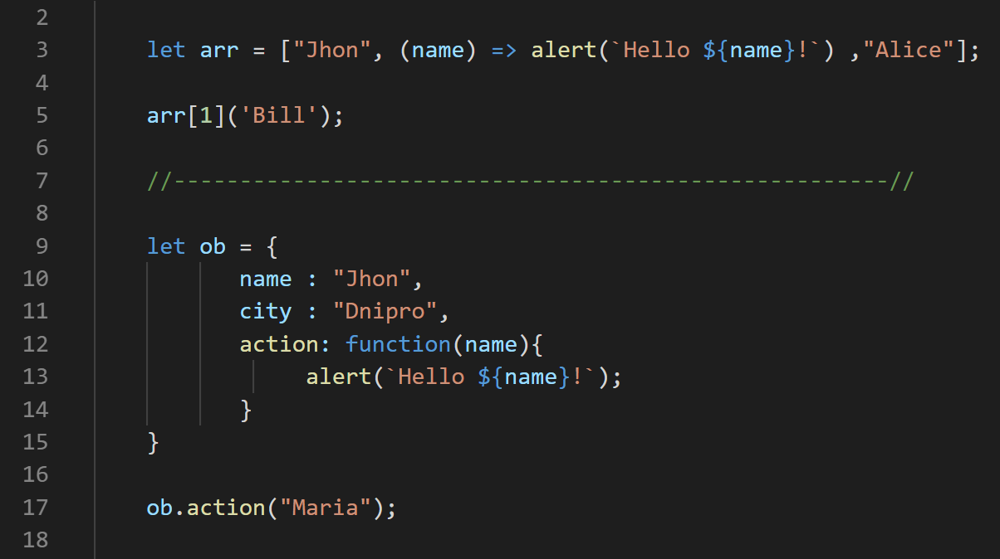 2
3 let arr = ["Jhon", (name) => alert(`Hello ${name}!`) ,"Alice"];
4
5 arr[1]('Bill');
6
7 //------------------------------------------------------//
8
9 let ob = {
10 name : "Jhon",
11 city : "Dnipro",
12 action: function(name){
13 alert(`Hello ${name}!`);
14 }
15 }
16
17 ob.action("Maria");
18